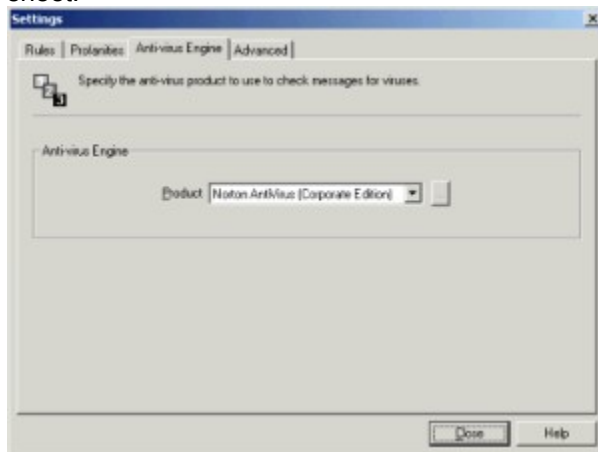 Settings
Rules Profanities Anti-virus Engine Advanced
Specify the anti-virus product to use to check messages for viruses.
Anti-virus Engine
Product Norton AntiVirus (Corporate Edition)
Close Help